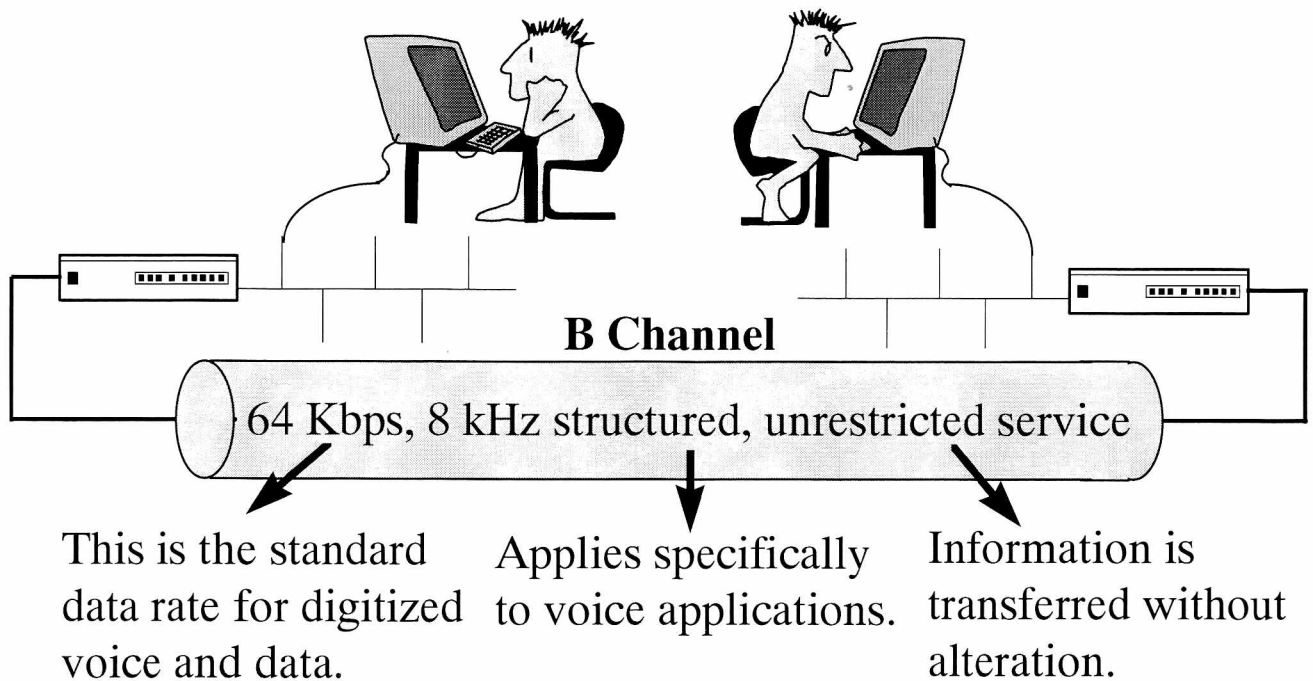 B Channel
64 Kbps, 8 kHz structured, unrestricted service
This is the standard
data rate for digitized
voice and data.
Applies specifically
to voice applications.
Information is
transferred without
alteration.